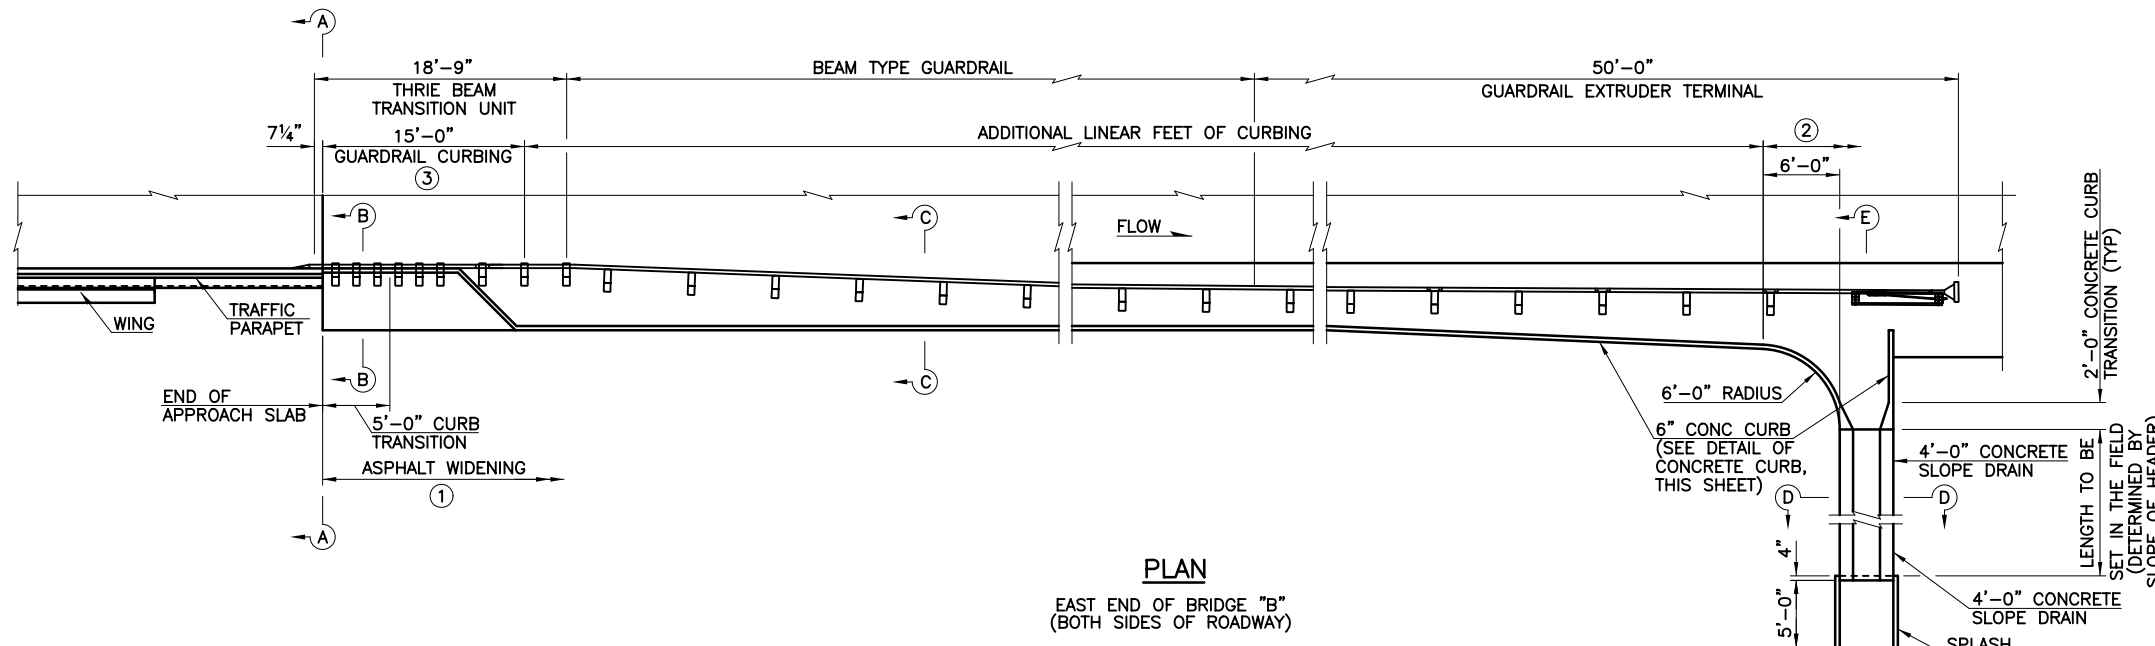 A
18'-9"
THRIE BEAM
TRANSITION UNIT
BEAM TYPE GUARDRAIL
50'-0"
GUARDRAIL EXTRUDER TERMINAL
7¼"
15'-0"
GUARDRAIL CURBING
3
ADDITIONAL LINEAR FEET OF CURBING
2
6'-0"
B
C
FLOW
E
2'-0" CONCRETE CURB
TRANSITION (TYP)
WING
TRAFFIC
PARAPET
B
C
END OF
APPROACH SLAB
5'-0" CURB
TRANSITION
ASPHALT WIDENING
1
A
6'-0" RADIUS
6" CONC CURB
(SEE DETAIL OF
CONCRETE CURB,
THIS SHEET)
4'-0" CONCRETE
SLOPE DRAIN
D
D
LENGTH TO BE
SET IN THE FIELD
(DETERMINED BY
SLOPE OF HEADER)
4"
5'-0"
4'-0" CONCRETE
SLOPE DRAIN
SPLASH
PLAN
EAST END OF BRIDGE "B"
(BOTH SIDES OF ROADWAY)